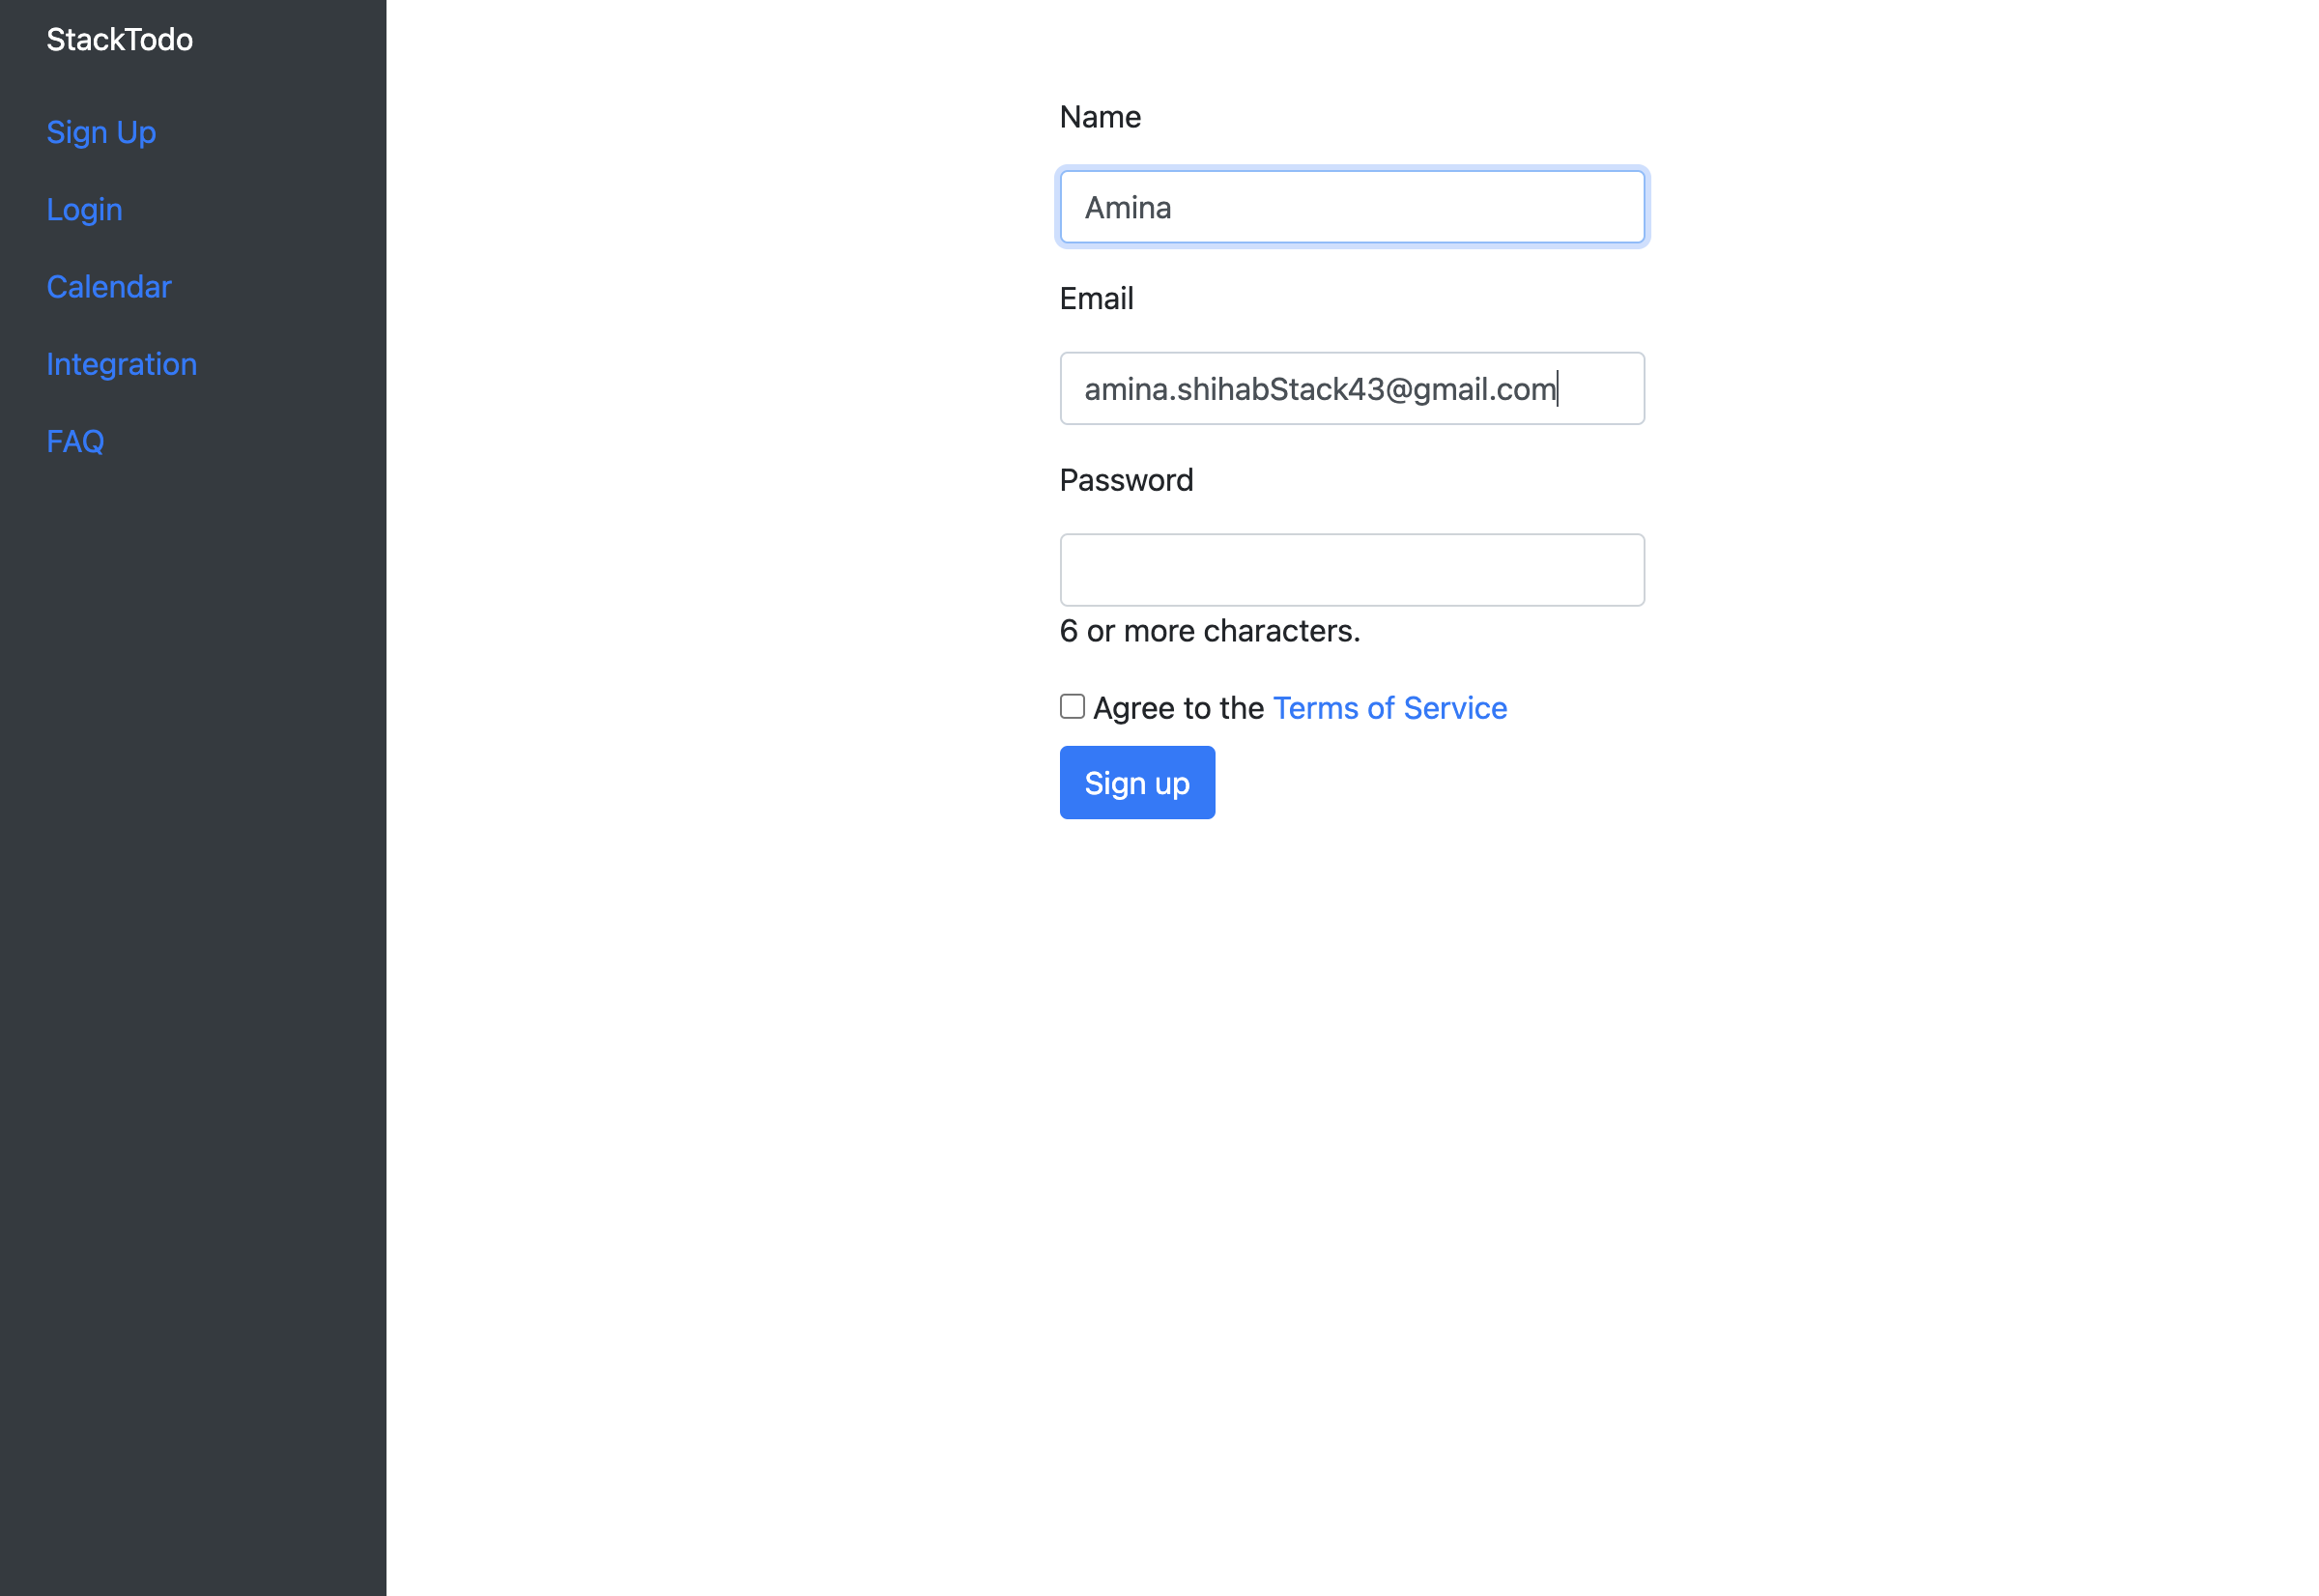 StackTodo
Sign Up
Login
Calendar
Integration
FAQ
Name
Amina
Email
amina.shihabStack43@gmail.com
Password
6 or more characters.
Agree to the Terms of Service
Sign up